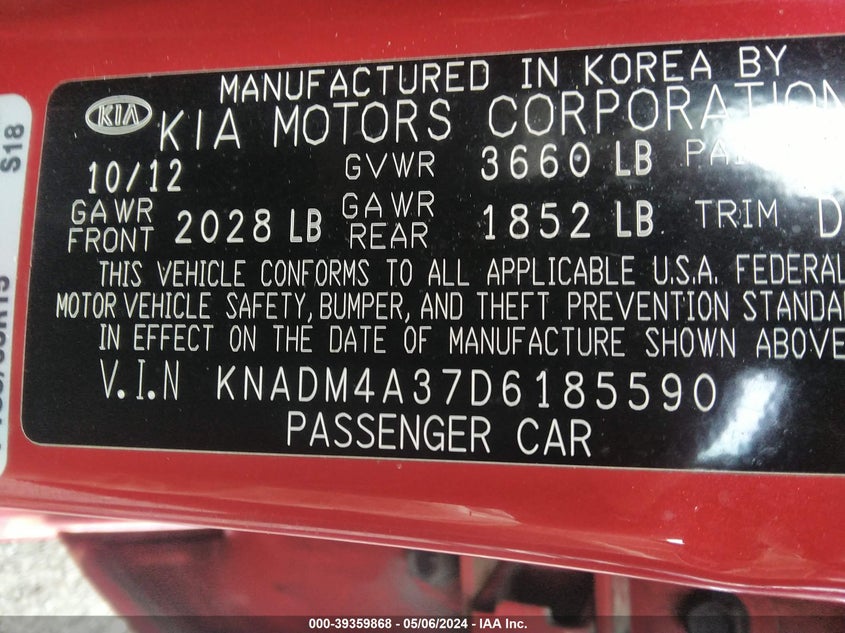 MANUFACTURED IN KOREA BY
KIA KIA MOTORS CORPORATION
10/12 GVWR 3660 LB
GAWR FRONT 2028 LB GAWR REAR 1852 LB TRIM D
THIS VEHICLE CONFORMS TO ALL APPLICABLE U.S.A. FEDERAL
MOTOR VEHICLE SAFETY, BUMPER, AND THEFT PREVENTION STANDA
IN EFFECT ON THE DATE OF MANUFACTURE SHOWN ABOVE
V.I.N KNADM4A37D6185590
PASSENGER CAR
S18
000-39359868 - 05/06/2024 - IAA Inc.